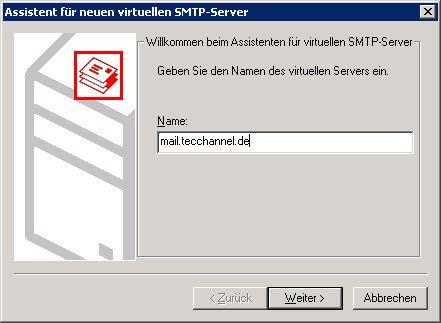 Assistent für neuen virtuellen SMTP-Server
Willkommen beim Assistenten für virtuellen SMTP-Server
Geben Sie den Namen des virtuellen Servers ein.
Name:
mail.tecchannel.de
< Zurück
Weiter >
Abbrechen